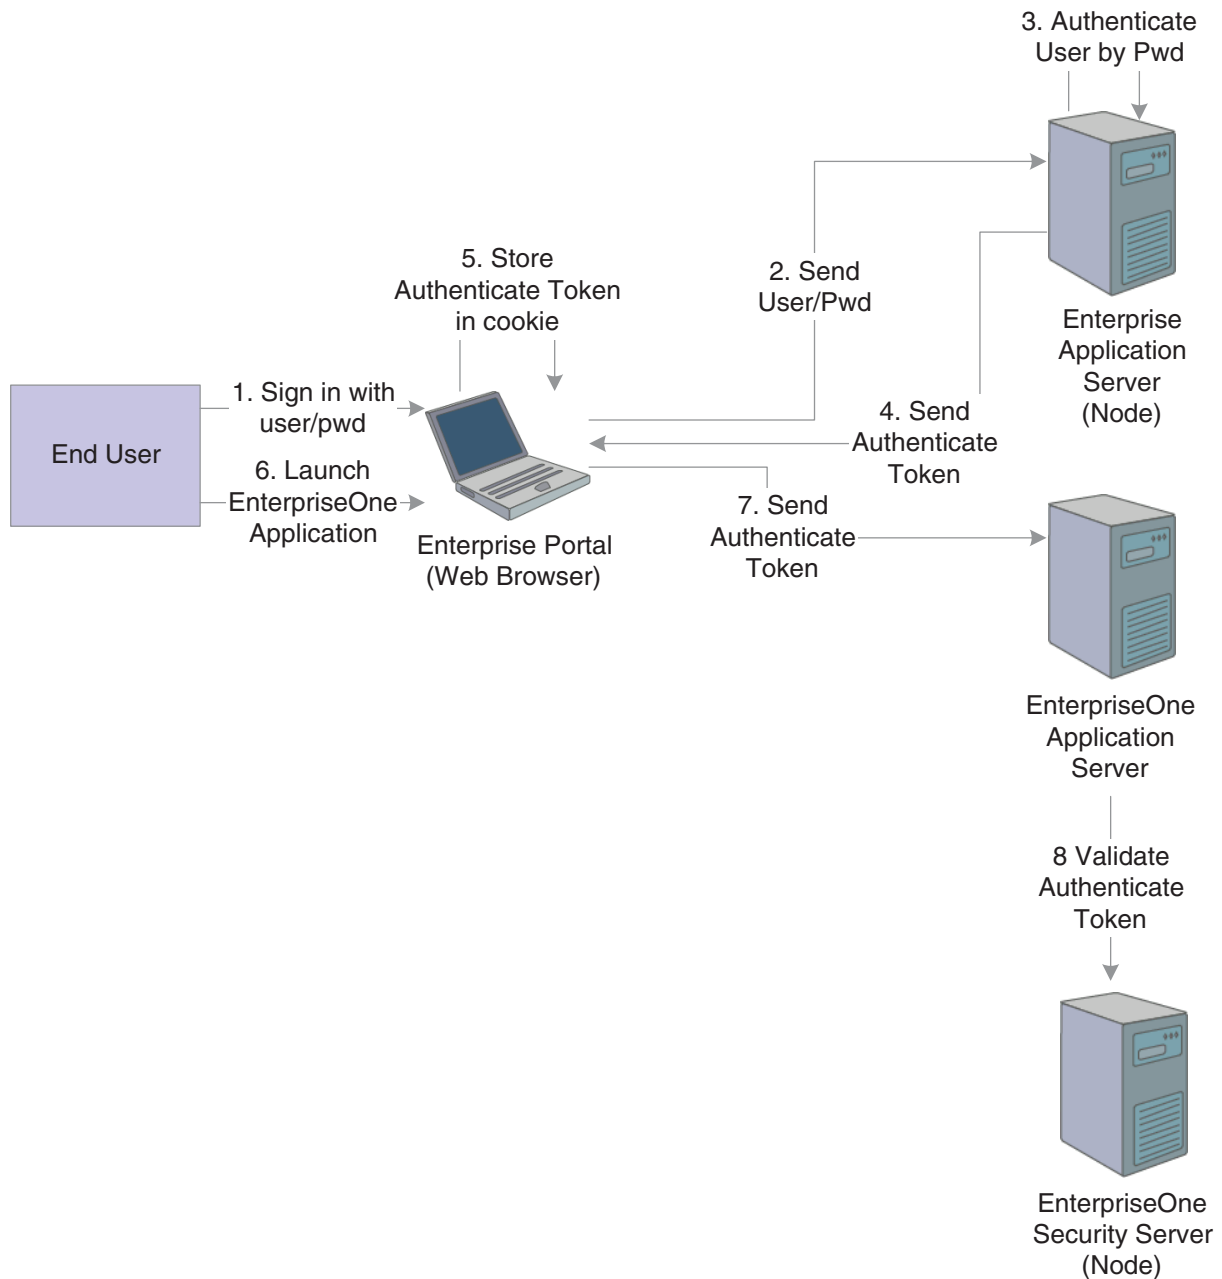 3. Authenticate
User by Pwd
Enterprise
Application
Server
(Node)
2. Send
User/Pwd
5. Store
Authenticate Token
in cookie
End User
1. Sign in with
user/pwd
6. Launch
EnterpriseOne
Application
Enterprise Portal
(Web Browser)
4. Send
Authenticate
Token
7. Send
Authenticate
Token
EnterpriseOne
Application
Server
8 Validate
Authenticate
Token
EnterpriseOne
Security Server
(Node)